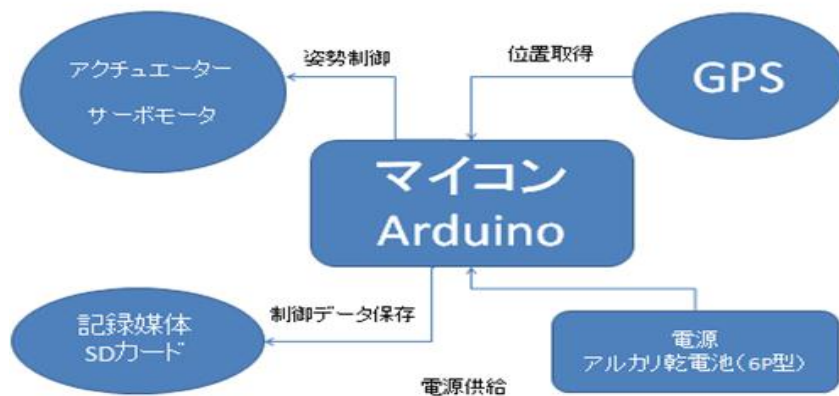 アクチュエーター
サーボモータ
姿勢制御
位置取得
GPS
マイコン
Arduino
記録媒体
SDカード
制御データ保存
電源
アルカリ乾電池(6P型)
電源供給